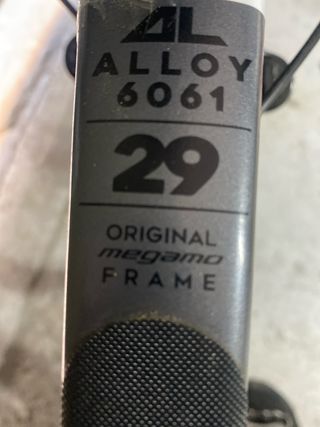 AL
ALLOY
6061
29
ORIGINAL
megamo
FRAME